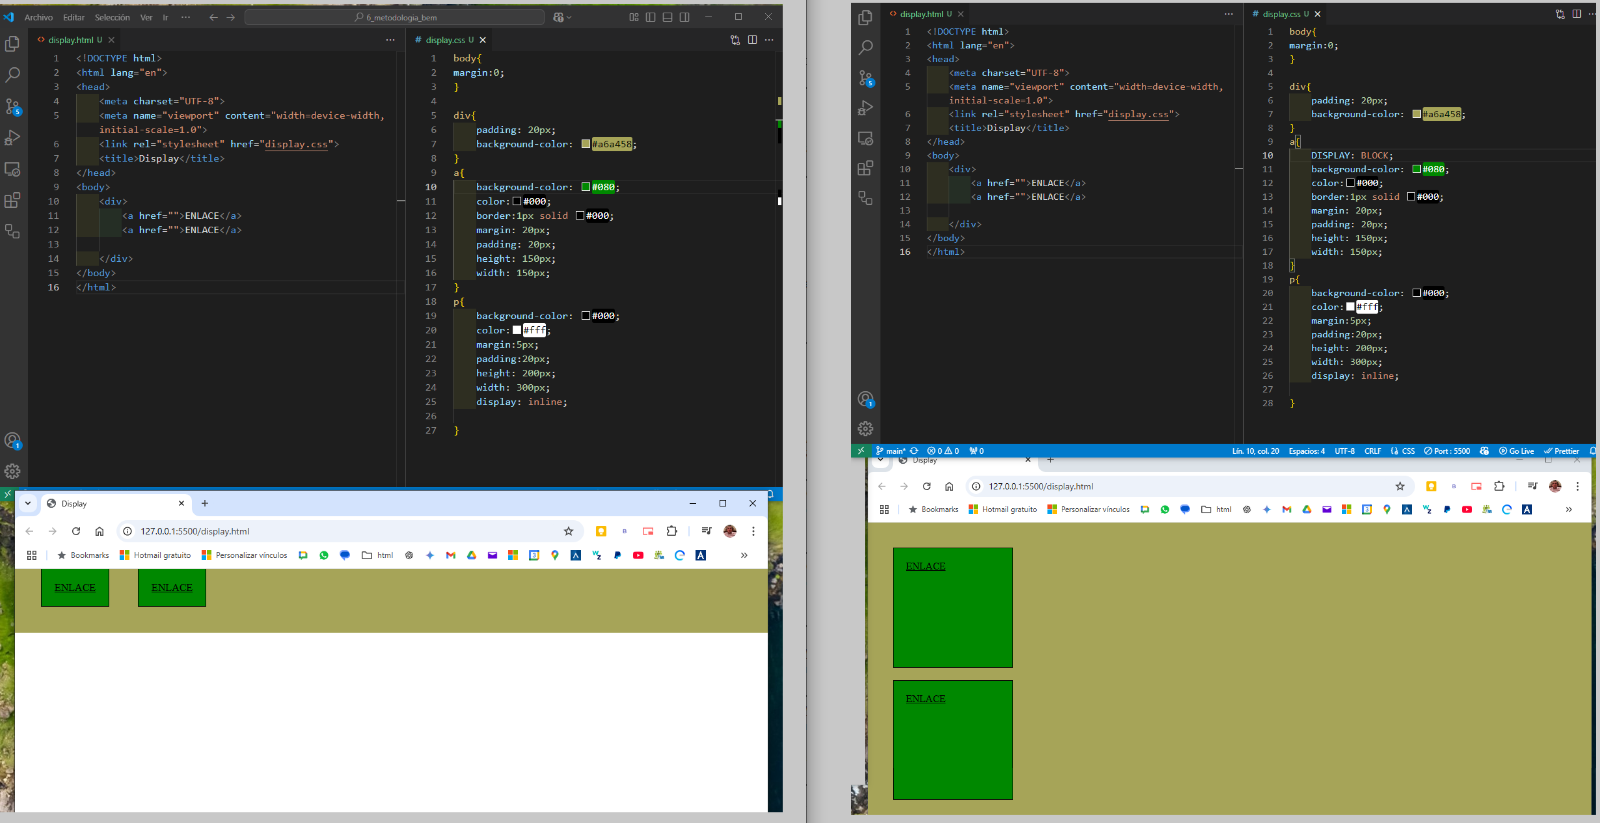 Archivo Editar Selección Ver Ir ··· 6_metodologia_bem
display.html U
display.css U
1 <!DOCTYPE html>
2 <html lang="en">
3 <head>
4 <meta charset="UTF-8">
5 <meta name="viewport" content="width=device-width,
initial-scale=1.0">
6 <link rel="stylesheet" href="display.css">
7 <title>Display</title>
8 </head>
9 <body>
10 <div>
11 <a href="">ENLACE</a>
12 <a href="">ENLACE</a>
13
14 </div>
15 </body>
16 </html>
1 body{
2 margin:0;
3 }
4
5 div{
6 padding: 20px;
7 background-color: #a6a458;
8 }
9 a{
10 background-color: #080;
11 color: #000;
12 border:1px solid #000;
13 margin: 20px;
14 padding: 20px;
15 height: 150px;
16 width: 150px;
17 }
18 p{
19 background-color: #000;
20 color: #fff;
21 margin:5px;
22 padding:20px;
23 height: 200px;
24 width: 300px;
25 display: inline;
26
27 }
Display
127.0.0.1:5500/display.html
Bookmarks Hotmail gratuito Personalizar vínculos html
ENLACE ENLACE
display.html U
display.css U
1 <!DOCTYPE html>
2 <html lang="en">
3 <head>
4 <meta charset="UTF-8">
5 <meta name="viewport" content="width=device-width,
initial-scale=1.0">
6 <link rel="stylesheet" href="display.css">
7 <title>Display</title>
8 </head>
9 <body>
10 <div>
11 <a href="">ENLACE</a>
12 <a href="">ENLACE</a>
13
14 </div>
15 </body>
16 </html>
1 body{
2 margin:0;
3 }
4
5 div{
6 padding: 20px;
7 background-color: #a6a458;
8 }
9 a{
10 DISPLAY: BLOCK;
11 background-color: #080;
12 color: #000;
13 border:1px solid #000;
14 margin: 20px;
15 padding: 20px;
16 height: 150px;
17 width: 150px;
18 }
19 p{
20 background-color: #000;
21 color: #fff;
22 margin:5px;
23 padding:20px;
24 height: 200px;
25 width: 300px;
26 display: inline;
27
28 }
main* 0 0 0 Lín. 10, col. 20 Espacios: 4 UTF-8 CRLF CSS Port : 5500 Go Live Prettier
Display
127.0.0.1:5500/display.html
Bookmarks Hotmail gratuito Personalizar vínculos html
ENLACE
ENLACE